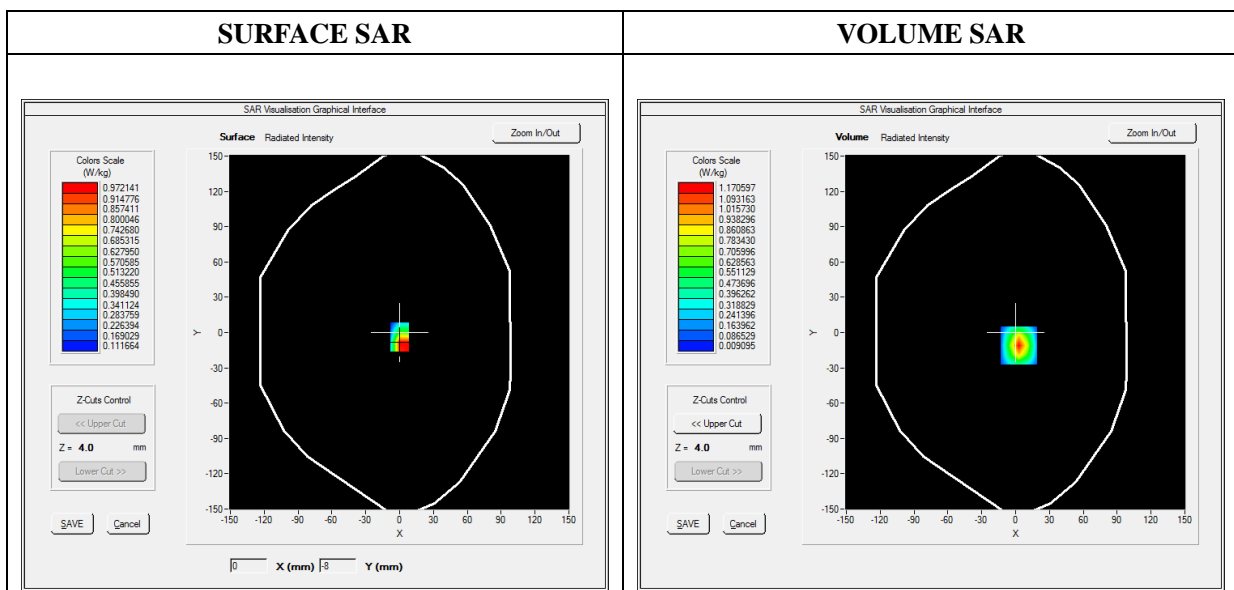 SURFACE SAR
VOLUME SAR
SAR Visualisation Graphical Interface
Surface Radiated Intensity
Zoom In/Out
Colors Scale
(W/kg)
0.972141
0.914776
0.857411
0.800046
0.742680
0.685315
0.627950
0.570585
0.513220
0.455855
0.398490
0.341124
0.283759
0.226394
0.169029
0.111664
Z-Cuts Control
<< Upper Cut
Z = 4.0 mm
Lower Cut >>
SAVE Cancel
150
120
90
60
30
0
-30
-60
-90
-120
-150
Y
-150 -120 -90 -60 -30 0 30 60 90 120 150
X
0 X (mm) -8 Y (mm)
SAR Visualisation Graphical Interface
Volume Radiated Intensity
Zoom In/Out
Colors Scale
(W/kg)
1.170597
1.093163
1.015730
0.938296
0.860863
0.783430
0.705996
0.628563
0.551129
0.473696
0.396262
0.318829
0.241396
0.163962
0.086529
0.009095
Z-Cuts Control
<< Upper Cut
Z = 4.0 mm
Lower Cut >>
SAVE Cancel
150
120
90
60
30
0
-30
-60
-90
-120
-150
Y
-150 -120 -90 -60 -30 0 30 60 90 120 150
X